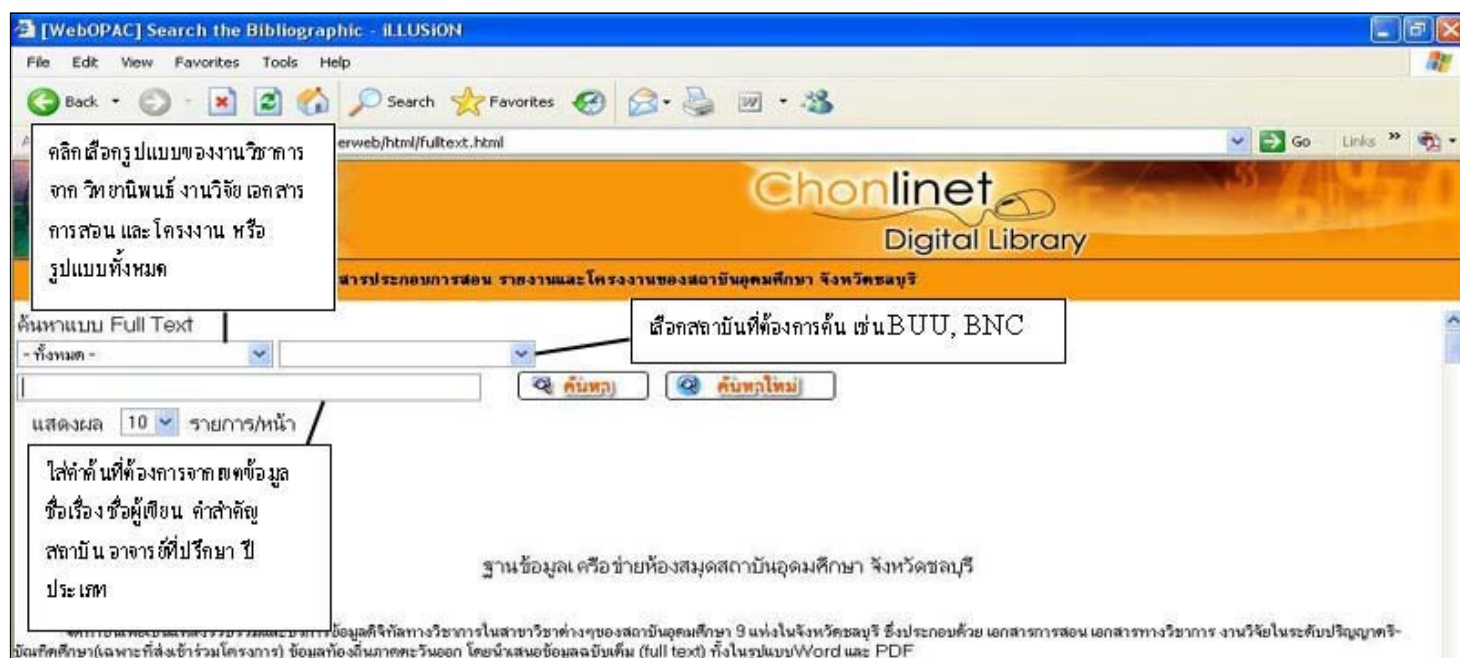 [WebOPAC] Search the Bibliographic - iLLUSiON
File Edit View Favorites Tools Help
Back Search Favorites
erweb/html/fulltext.html Go Links
คลิกเลือกรูปแบบของงานวิชาการ
จาก วิทยานิพนธ์ งานวิจัย เอกสาร
การสอน และโครงงาน หรือ
รูปแบบทั้งหมด
Chonlinet
Digital Library
สารประกอบการสอน รายงานและโครงงานของสถาบันอุดมศึกษา จังหวัดชลบุรี
ค้นหาแบบ Full Text
เลือกสถาบันที่ต้องการค้น เช่น BUU, BNC
- ทั้งหมด -
ค้นหา ค้นหาใหม่
แสดงผล 10 รายการ/หน้า
ใส่คำค้นที่ต้องการจากเขตข้อมูล
ชื่อเรื่อง ชื่อผู้เขียน คำสำคัญ
สถาบัน อาจารย์ที่ปรึกษา ปี
ประเภท
ฐานข้อมูลเครือข่ายห้องสมุดสถาบันอุดมศึกษา จังหวัดชลบุรี
ข้อมูลดิจิทัลทางวิชาการในสาขาวิชาต่างๆของสถาบันอุดมศึกษา 9 แห่งในจังหวัดชลบุรี ซึ่งประกอบด้วย เอกสารการสอน เอกสารทางวิชาการ งานวิจัยในระดับปริญญาตรี-
บัณฑิตศึกษา(เฉพาะที่ส่งเข้าร่วมโครงการ) ข้อมูลท้องถิ่นภาคตะวันออก โดยนำเสนอข้อมูลฉบับเต็ม (full text) ทั้งในรูปแบบWord และ PDF